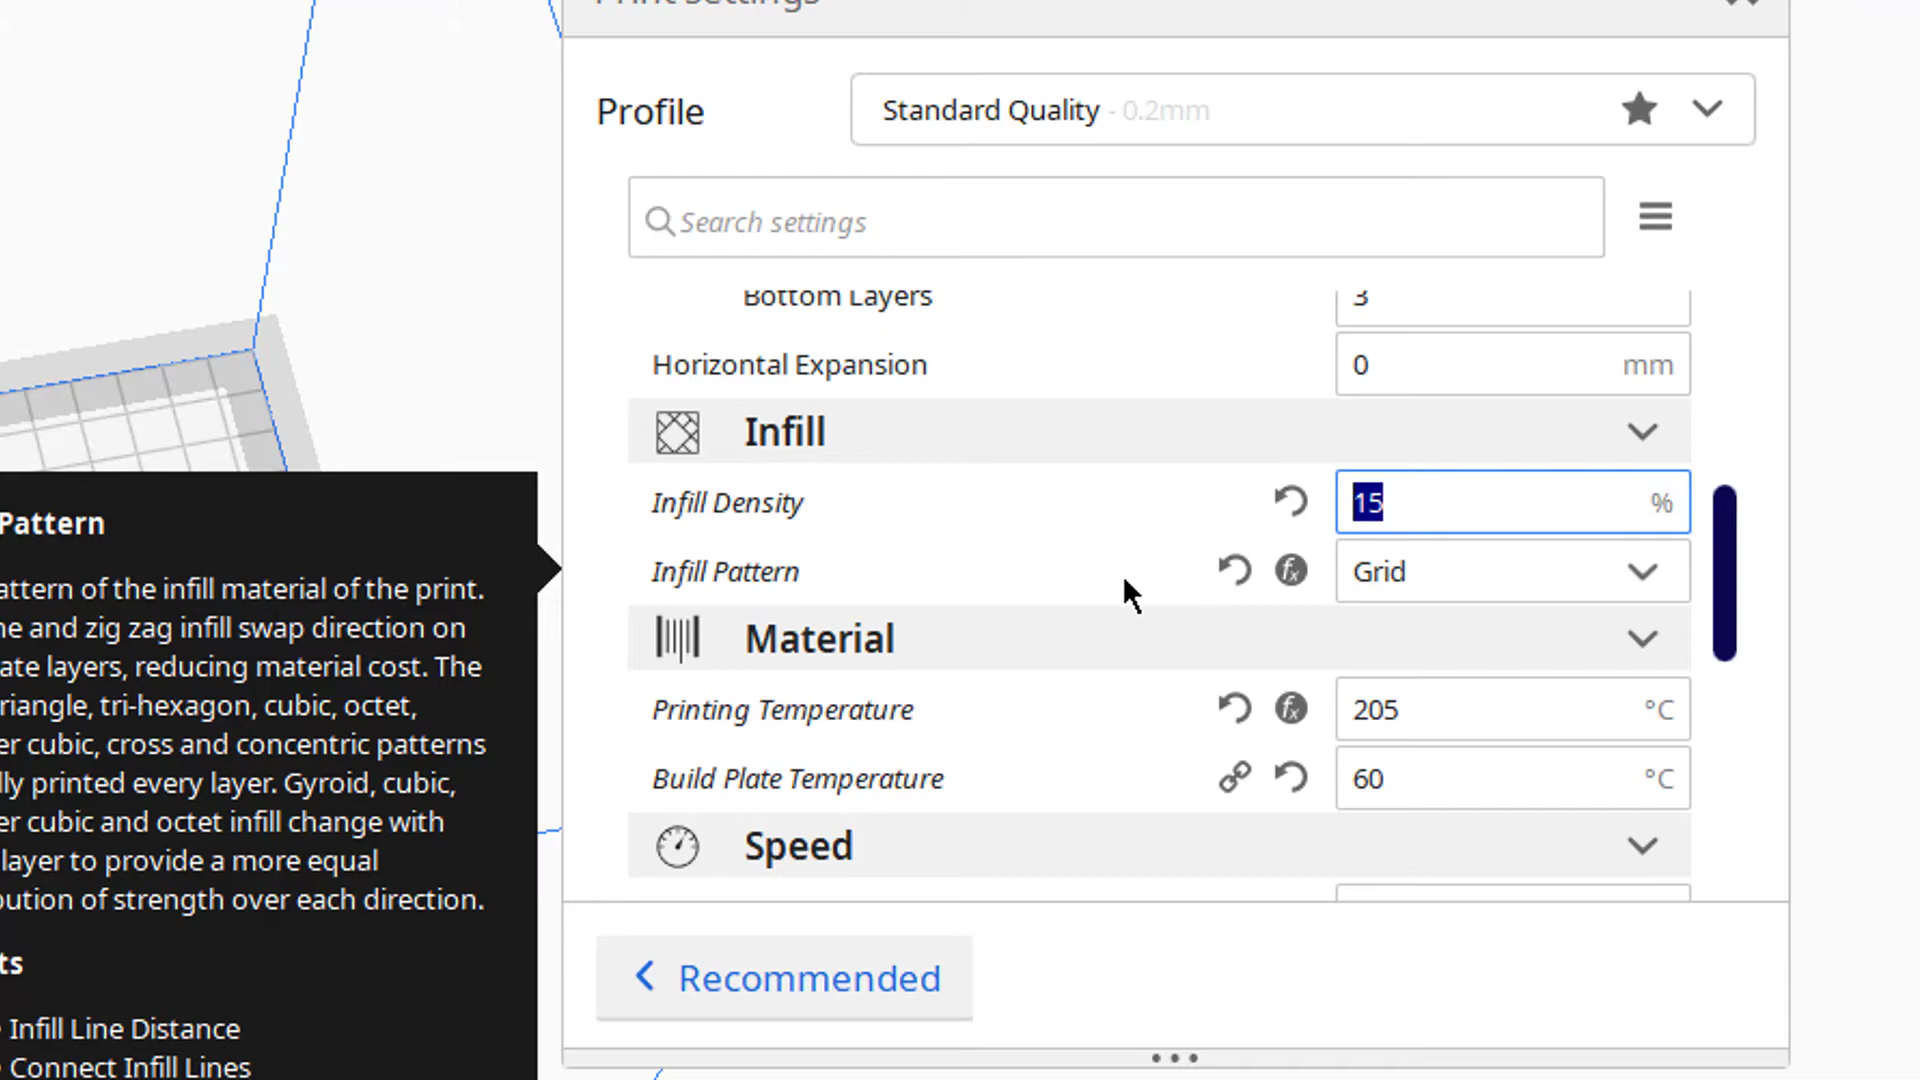 Print settings
Profile
Standard Quality - 0.2mm
Search settings
Bottom Layers 3
Horizontal Expansion 0 mm
Infill
Infill Density 15 %
Infill Pattern fx Grid
Material
Printing Temperature fx 205 °C
Build Plate Temperature 60 °C
Speed
Recommended
Pattern
attern of the infill material of the print.
ne and zig zag infill swap direction on
ate layers, reducing material cost. The
riangle, tri-hexagon, cubic, octet,
er cubic, cross and concentric patterns
lly printed every layer. Gyroid, cubic,
er cubic and octet infill change with
layer to provide a more equal
bution of strength over each direction.
ts
Infill Line Distance
Connect Infill Lines